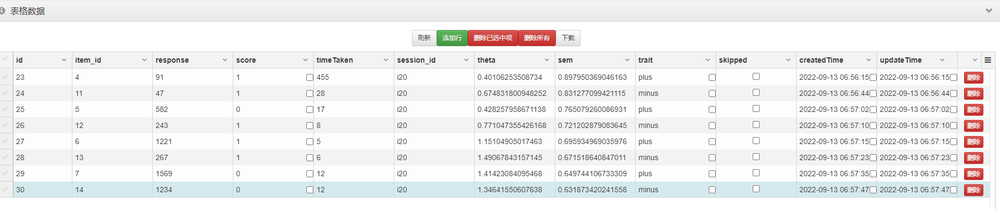 表格数据
刷新 添加行 删除已选中项 删除所有 下载
id item_id response score timeTaken session_id theta sem trait skipped createdTime updateTime
23 4 91 1 455 i20 0.40106253508734 0.897950369046163 plus 2022-09-13 06:56:15 2022-09-13 06:56:15 删除
24 11 47 1 28 i20 0.674831800948252 0.831277099421115 minus 2022-09-13 06:56:44 2022-09-13 06:56:44 删除
25 5 582 0 17 i20 0.428257958671138 0.765079260086931 plus 2022-09-13 06:57:02 2022-09-13 06:57:02 删除
26 12 243 1 8 i20 0.771047355426168 0.721202879083645 minus 2022-09-13 06:57:10 2022-09-13 06:57:10 删除
27 6 1221 1 5 i20 1.15104905017463 0.695934969035976 plus 2022-09-13 06:57:15 2022-09-13 06:57:15 删除
28 13 267 1 6 i20 1.49067843157145 0.671518640847011 minus 2022-09-13 06:57:23 2022-09-13 06:57:23 删除
29 7 1569 0 12 i20 1.41423084095468 0.649744106733309 plus 2022-09-13 06:57:35 2022-09-13 06:57:35 删除
30 14 1234 0 12 i20 1.34641550607638 0.631873420241558 minus 2022-09-13 06:57:47 2022-09-13 06:57:47 删除